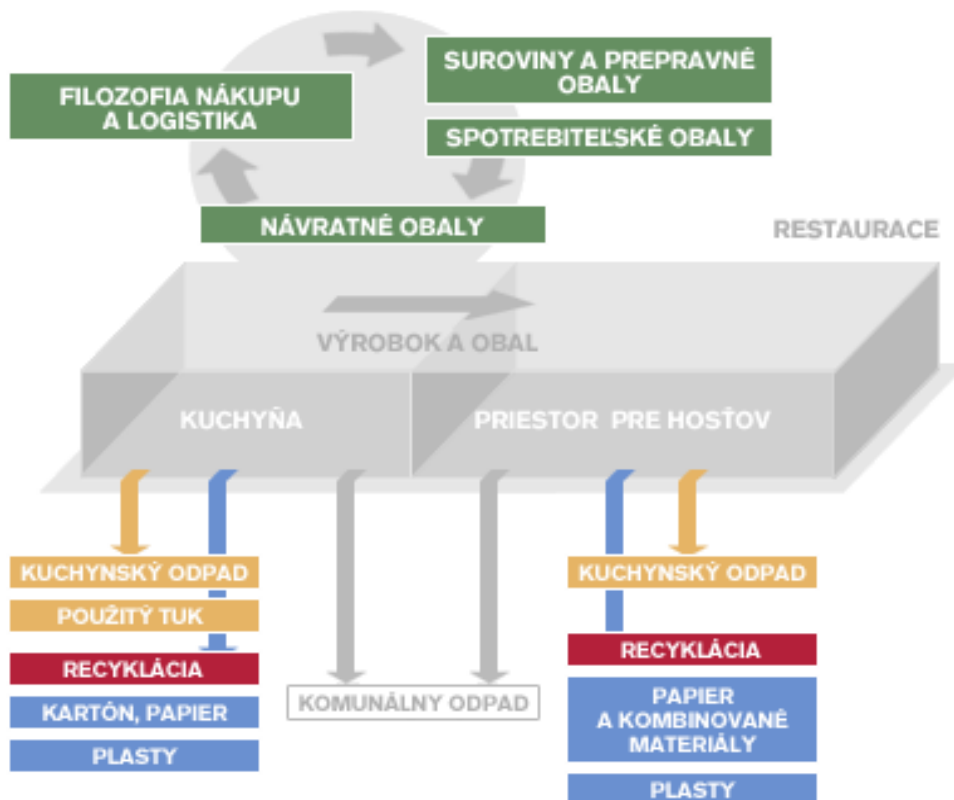 SUROVINY A PREPRAVNÉ
OBALY
FILOZOFIA NÁKUPU
A LOGISTIKA
SPOTREBITEĽSKÉ OBALY
NÁVRATNÉ OBALY
RESTAURACE
VÝROBOK A OBAL
KUCHYŇA
PRIESTOR PRE HOSŤOV
KUCHYNSKÝ ODPAD
POUŽITÝ TUK
RECYKLÁCIA
KARTÓN, PAPIER
PLASTY
KOMUNÁLNY ODPAD
KUCHYNSKÝ ODPAD
RECYKLÁCIA
PAPIER
A KOMBINOVANÉ
MATERIÁLY
PLASTY